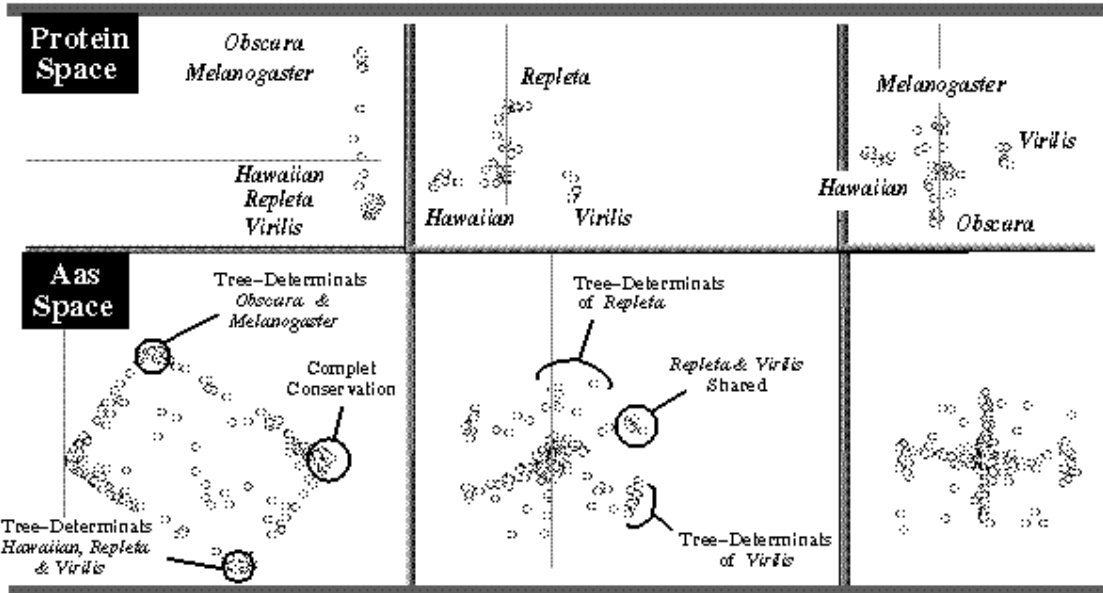 Protein
Space
Obscura
Melanogaster
Hawaiian
Repleta
Virilis
Repleta
Hawaiian
Virilis
Melanogaster
Virilis
Hawaiian
Obscura
Aas
Space
Tree-Determinats
Obscura &
Melanogaster
Complet
Conservation
Tree-Determinats
Hawaiian, Repleta
& Virilis
Tree-Determinats
of Repleta
Repleta & Virilis
Shared
Tree-Determinats
of Virilis